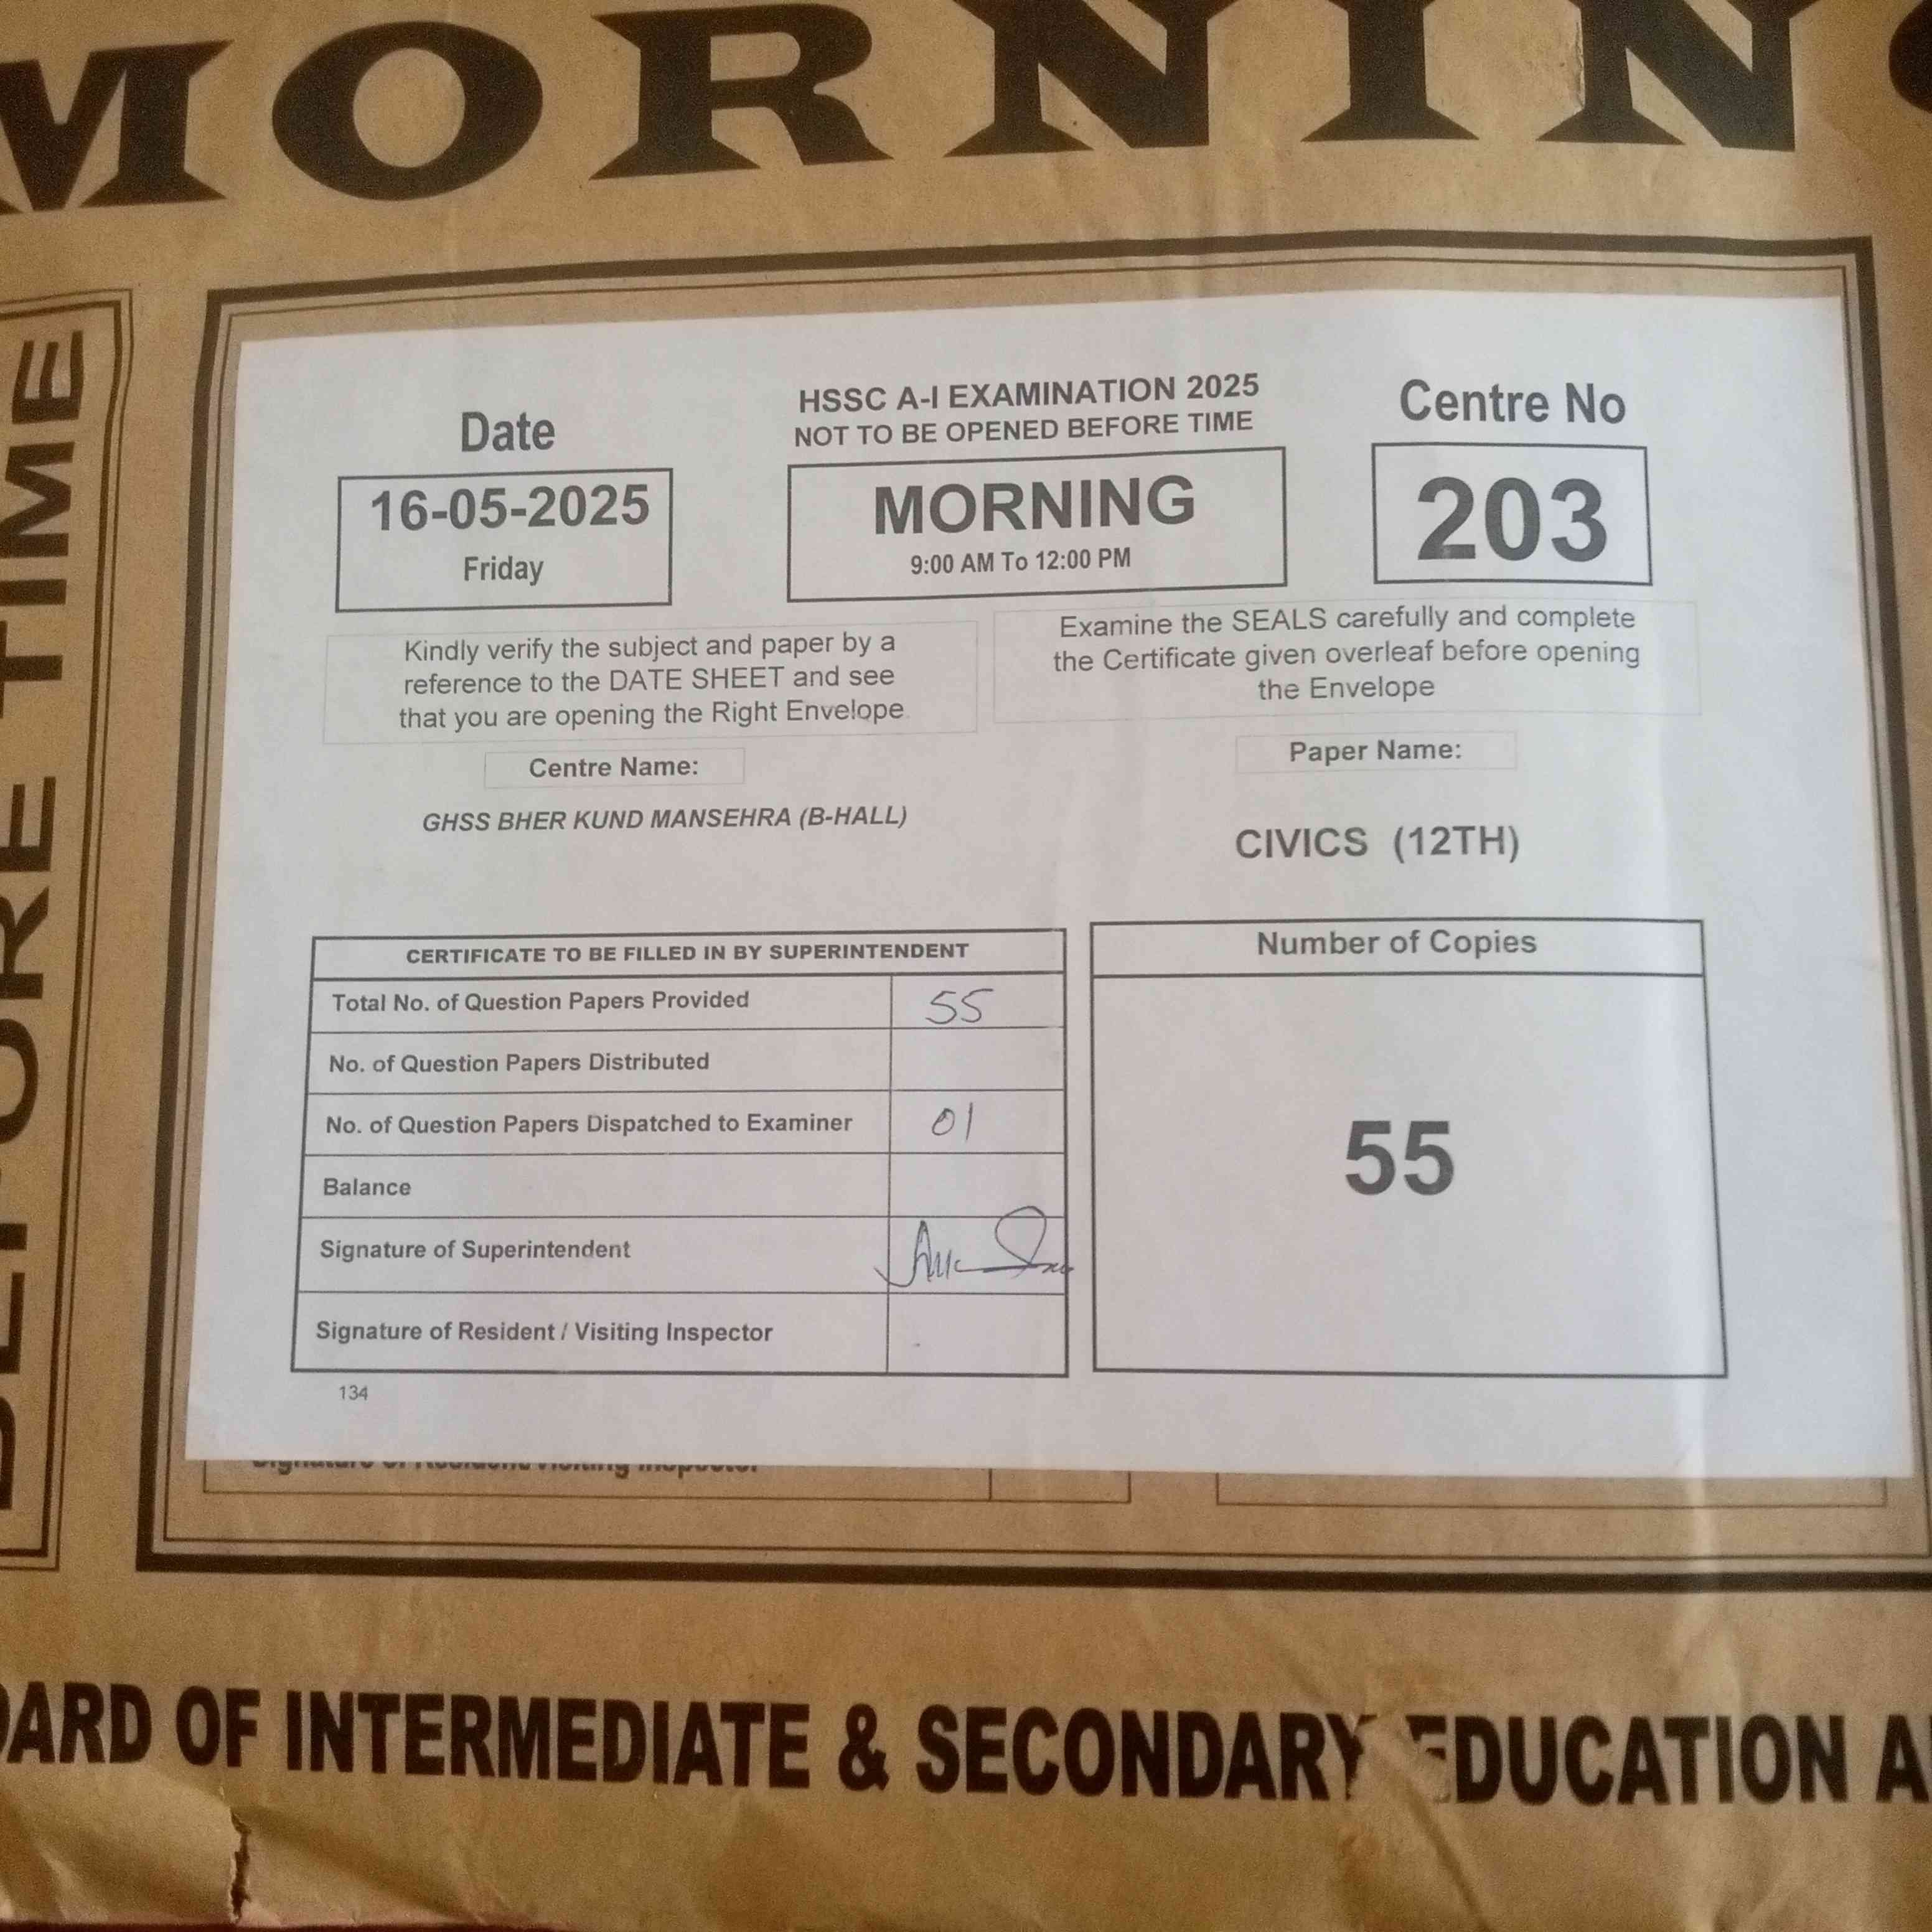 MORNIN
TIME
HSSC A-I EXAMINATION 2025
NOT TO BE OPENED BEFORE TIME
Date
16-05-2025
Friday
MORNING
9:00 AM To 12:00 PM
Centre No
203
Kindly verify the subject and paper by a
reference to the DATE SHEET and see
that you are opening the Right Envelope
Examine the SEALS carefully and complete
the Certificate given overleaf before opening
the Envelope
Centre Name:
GHSS BHER KUND MANSEHRA (B-HALL)
Paper Name:
CIVICS (12TH)
CERTIFICATE TO BE FILLED IN BY SUPERINTENDENT
Total No. of Question Papers Provided 55
No. of Question Papers Distributed
No. of Question Papers Dispatched to Examiner 01
Balance
Signature of Superintendent
Signature of Resident / Visiting Inspector
134
Number of Copies
55
Signature of Resident Visiting Inspector
OARD OF INTERMEDIATE & SECONDARY EDUCATION A